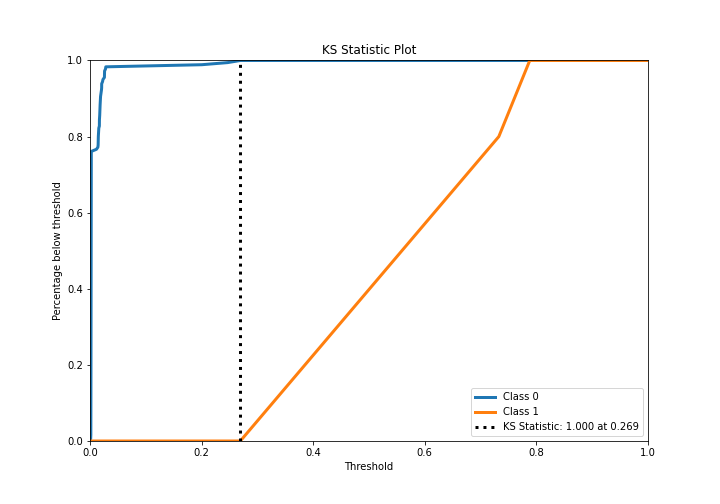 KS Statistic Plot
Percentage below threshold
1.0
0.8
0.6
0.4
0.2
0.0
0.0 0.2 0.4 0.6 0.8 1.0
Threshold
Class 0
Class 1
KS Statistic: 1.000 at 0.269